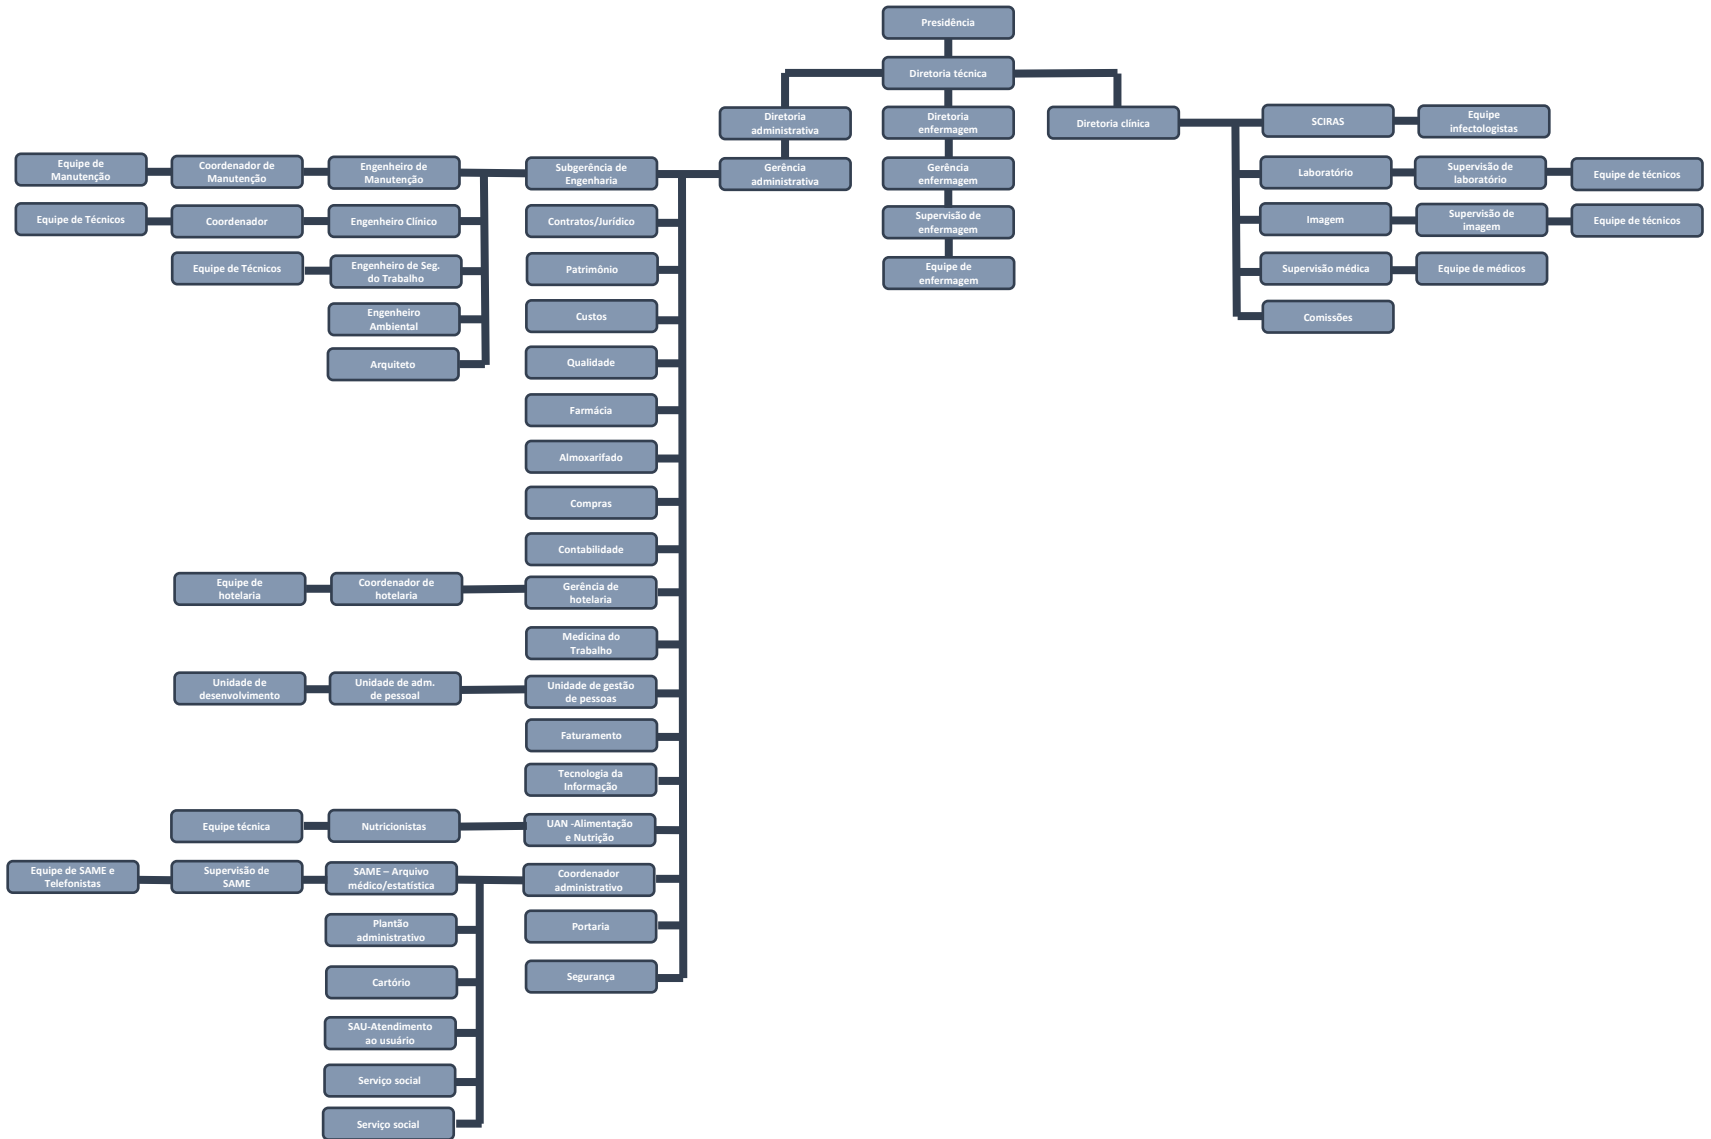 Presidência
Diretoria técnica
Diretoria
administrativa
Diretoria
enfermagem
Diretoria clínica
SCIRAS
Equipe
infectologistas
Equipe de
Manutenção
Coordenador de
Manutenção
Engenheiro de
Manutenção
Subgerência de
Engenharia
Gerência
administrativa
Gerência
enfermagem
Laboratório
Supervisão de
laboratório
Equipe de técnicos
Equipe de Técnicos
Coordenador
Engenheiro Clínico
Contratos/Jurídico
Supervisão de
enfermagem
Imagem
Supervisão de
imagem
Equipe de técnicos
Equipe de Técnicos
Engenheiro de Seg.
do Trabalho
Patrimônio
Equipe de
enfermagem
Supervisão médica
Equipe de médicos
Engenheiro
Ambiental
Custos
Comissões
Arquiteto
Qualidade
Farmácia
Almoxarifado
Compras
Contabilidade
Equipe de
hotelaria
Coordenador de
hotelaria
Gerência de
hotelaria
Medicina do
Trabalho
Unidade de
desenvolvimento
Unidade de adm.
de pessoal
Unidade de gestão
de pessoas
Faturamento
Tecnologia da
Informação
Equipe técnica
Nutricionistas
UAN -Alimentação
e Nutrição
Equipe de SAME e
Telefonistas
Supervisão de
SAME
SAME – Arquivo
médico/estatística
Coordenador
administrativo
Plantão
administrativo
Portaria
Cartório
Segurança
SAU-Atendimento
ao usuário
Serviço social
Serviço social